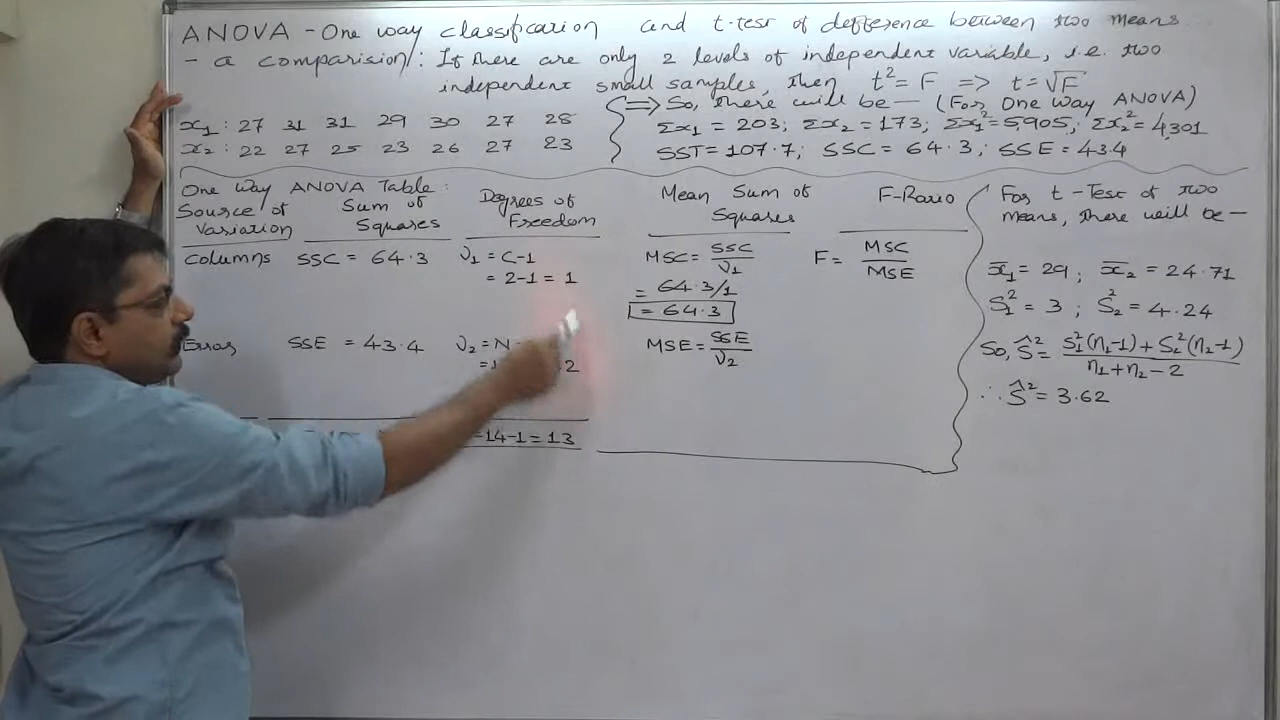 ANOVA - One way classification and t-test of difference between two means
- a comparision: If there are only 2 levels of independent variable, i.e. two
independent small samples, then t² = F => t = √F
=> So, there will be — (For One Way ANOVA)
x₁ : 27 31 31 29 30 27 28
x₂ : 22 27 25 23 26 27 23
Σx₁ = 203; Σx₂ = 173; Σx₁² = 5,905; Σx₂² = 4,301
SST = 107.7; SSC = 64.3; SSE = 43.4
One Way ANOVA Table:
Source of Variation
Sum of Squares
Degrees of Freedom
Mean Sum of Squares
F-Ratio
Columns SSC = 64.3 ν₁ = C-1
= 2-1 = 1
MSC = SSC/ν₁
= 64.3/1
= 64.3
F = MSC/MSE
Error SSE = 43.4 ν₂ = N-
MSE = SSE/ν₂
=14-1 = 13
For t-Test of two
means, there will be —
x̄₁ = 29; x̄₂ = 24.71
S₁² = 3; S₂² = 4.24
So, Ŝ² = S₁²(n₁-1) + S₂²(n₂-1) / n₁+n₂-2
∴ Ŝ² = 3.62